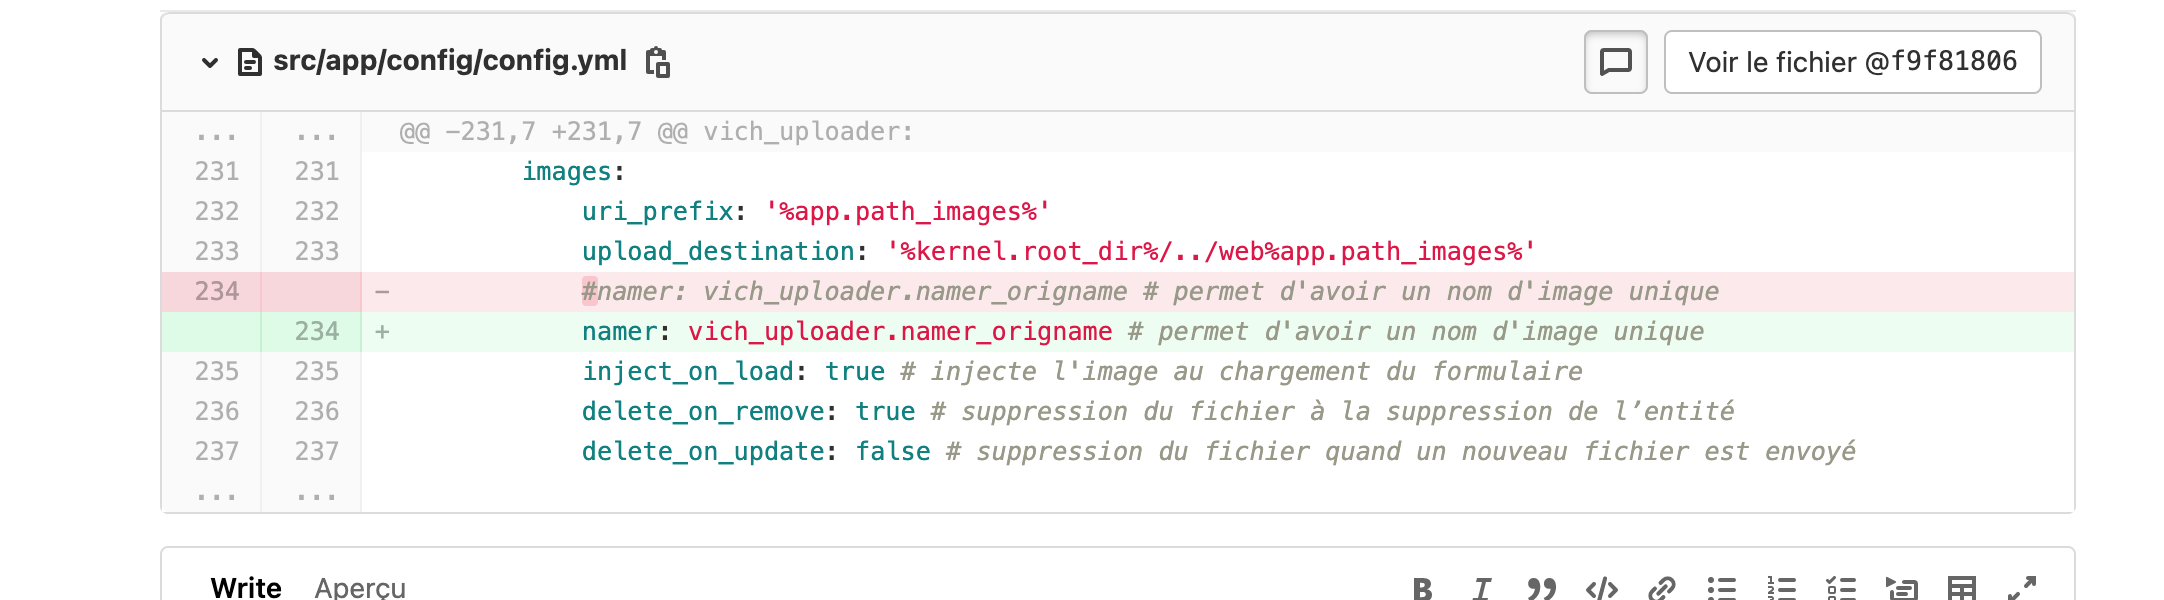 src/app/config/config.yml
Voir le fichier @f9f81806
... ... @@ -231,7 +231,7 @@ vich_uploader:
231 231 images:
232 232 uri_prefix: '%app.path_images%'
233 233 upload_destination: '%kernel.root_dir%/../web%app.path_images%'
234 - #namer: vich_uploader.namer_origname # permet d'avoir un nom d'image unique
234 + namer: vich_uploader.namer_origname # permet d'avoir un nom d'image unique
235 235 inject_on_load: true # injecte l'image au chargement du formulaire
236 236 delete_on_remove: true # suppression du fichier à la suppression de l’entité
237 237 delete_on_update: false # suppression du fichier quand un nouveau fichier est envoyé
... ...
Write Aperçu